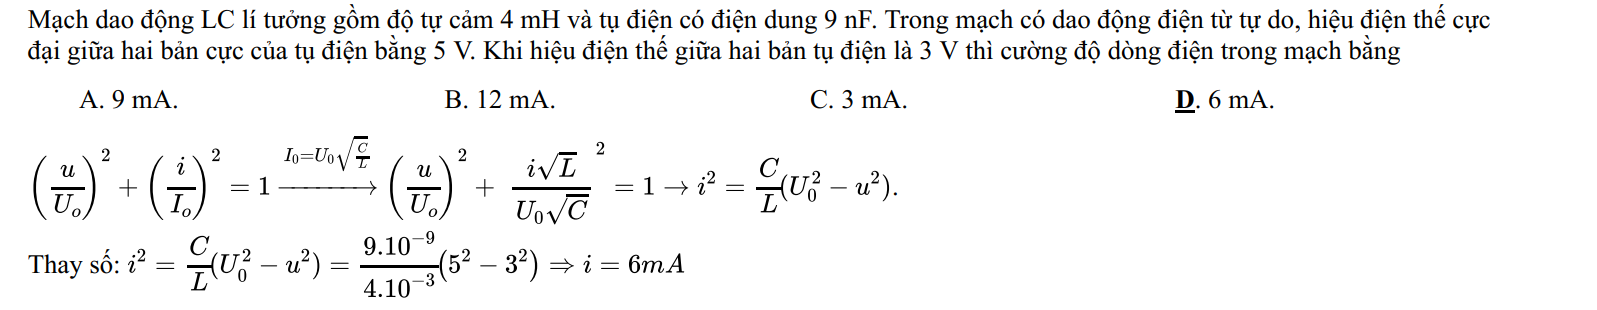 Mạch dao động LC lí tưởng gồm độ tự cảm 4 mH và tụ điện có điện dung 9 nF. Trong mạch có dao động điện từ tự do, hiệu điện thế cực
đại giữa hai bản cực của tụ điện bằng 5 V. Khi hiệu điện thế giữa hai bản tụ điện là 3 V thì cường độ dòng điện trong mạch bằng
A. 9 mA. B. 12 mA. C. 3 mA. D. 6 mA.
$\left(\frac{u}{U_o}\right)^2 + \left(\frac{i}{I_o}\right)^2 = 1 \xrightarrow{I_0=U_0\sqrt{\frac{C}{L}}} \left(\frac{u}{U_o}\right)^2 + \frac{i\sqrt{L}}{U_0\sqrt{C}}^2 = 1 \rightarrow i^2 = \frac{C}{L}(U_0^2 - u^2).$
Thay số: $i^2 = \frac{C}{L}(U_0^2 - u^2) = \frac{9.10^{-9}}{4.10^{-3}}(5^2 - 3^2) \Rightarrow i = 6mA$